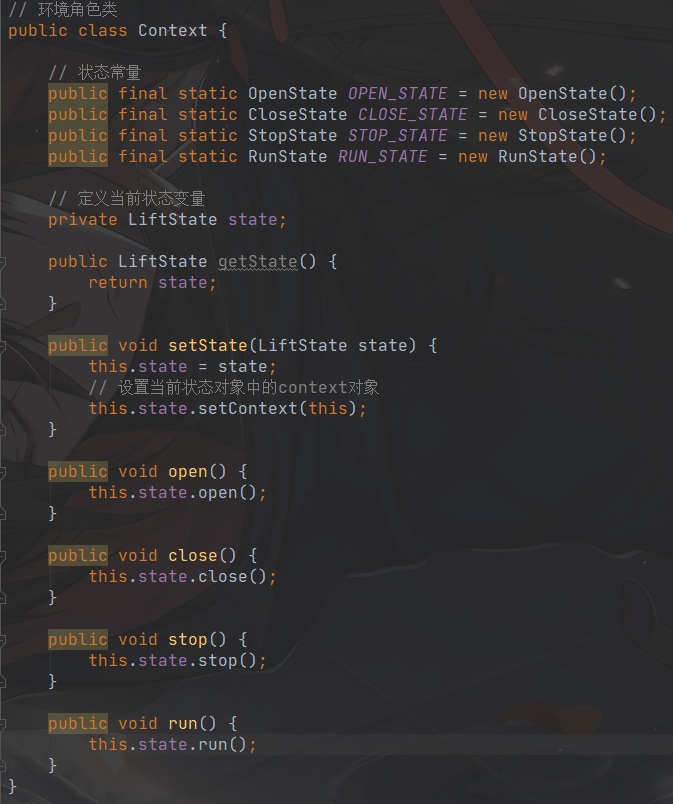 // 环境角色类
public class Context {
// 状态常量
public final static OpenState OPEN_STATE = new OpenState();
public final static CloseState CLOSE_STATE = new CloseState();
public final static StopState STOP_STATE = new StopState();
public final static RunState RUN_STATE = new RunState();
// 定义当前状态变量
private LiftState state;
public LiftState getState() {
return state;
}
public void setState(LiftState state) {
this.state = state;
// 设置当前状态对象中的context对象
this.state.setContext(this);
}
public void open() {
this.state.open();
}
public void close() {
this.state.close();
}
public void stop() {
this.state.stop();
}
public void run() {
this.state.run();
}
}